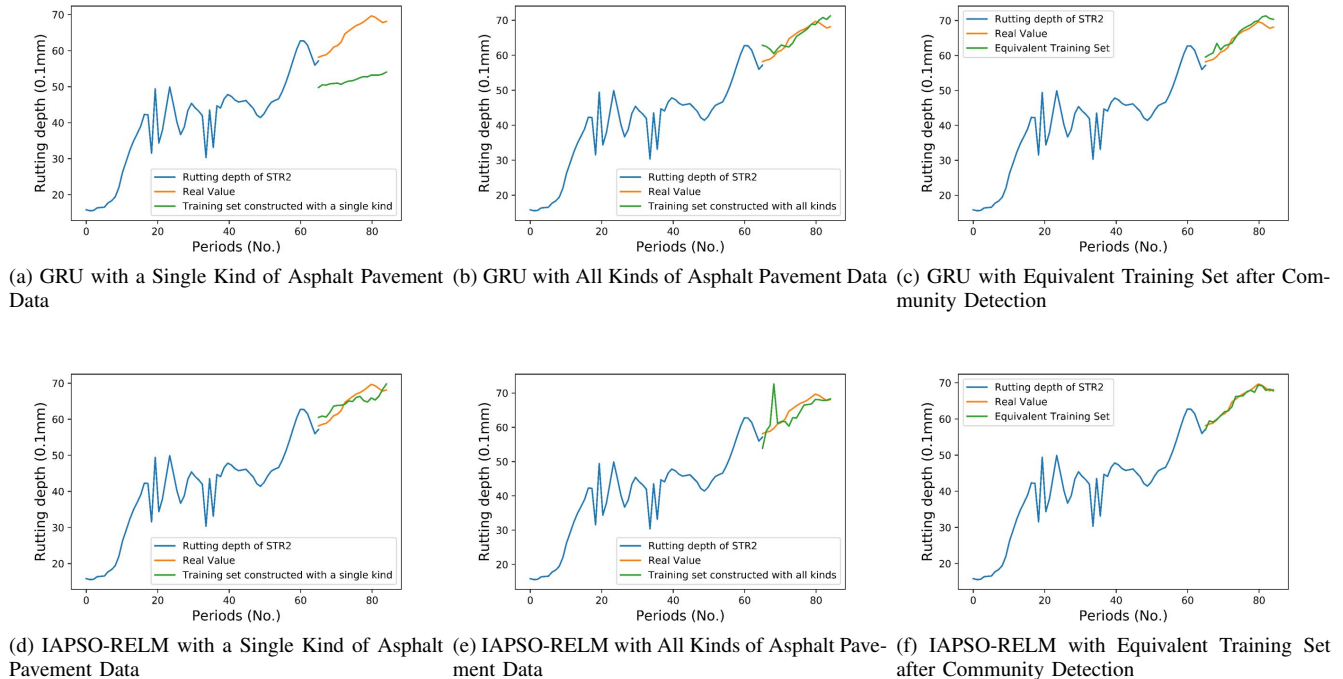 70
60
50
40
30
20
Rutting depth (0.1mm)
Rutting depth of STR2
Real Value
Training set constructed with a single kind
0 20 40 60 80
Periods (No.)
(a) GRU with a Single Kind of Asphalt Pavement
Data
70
60
50
40
30
20
Rutting depth (0.1mm)
Rutting depth of STR2
Real Value
Training set constructed with all kinds
0 20 40 60 80
Periods (No.)
(b) GRU with All Kinds of Asphalt Pavement Data
70
60
50
40
30
20
Rutting depth (0.1mm)
Rutting depth of STR2
Real Value
Equivalent Training Set
0 20 40 60 80
Periods (No.)
(c) GRU with Equivalent Training Set after Com-
munity Detection
70
60
50
40
30
20
Rutting depth (0.1mm)
Rutting depth of STR2
Real Value
Training set constructed with a single kind
0 20 40 60 80
Periods (No.)
(d) IAPSO-RELM with a Single Kind of Asphalt
Pavement Data
70
60
50
40
30
20
Rutting depth (0.1mm)
Rutting depth of STR2
Real Value
Training set constructed with all kinds
0 20 40 60 80
Periods (No.)
(e) IAPSO-RELM with All Kinds of Asphalt Pave-
ment Data
70
60
50
40
30
20
Rutting depth (0.1mm)
Rutting depth of STR2
Real Value
Equivalent Training Set
0 20 40 60 80
Periods (No.)
(f) IAPSO-RELM with Equivalent Training Set
after Community Detection